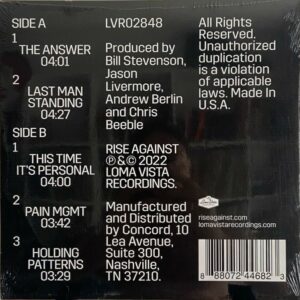 SIDE A
1
THE ANSWER
04:01
2
LAST MAN
STANDING
04:27
SIDE B
1
THIS TIME
IT'S PERSONAL
04:00
2
PAIN MGMT
03:42
3
HOLDING
PATTERNS
03:29
LVR02848
Produced by
Bill Stevenson,
Jason
Livermore,
Andrew Berlin
and Chris
Beeble
RISE AGAINST
℗&© 2022
LOMA VISTA
RECORDINGS.
Manufactured
and Distributed
by Concord, 10
Lea Avenue,
Suite 300,
Nashville,
TN 37210.
All Rights
Reserved.
Unauthorized
duplication
is a violation
of applicable
laws. Made In
U.S.A.
riseagainst.com
lomavistarecordings.com
8 88072 44682 3